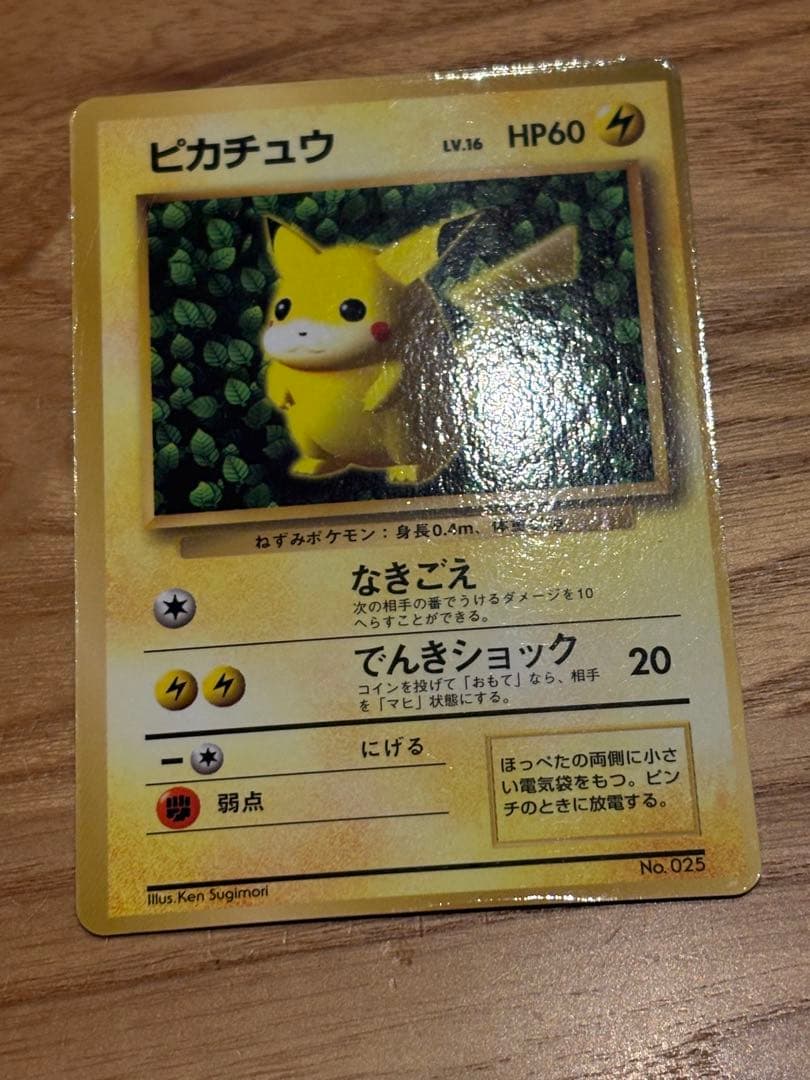 ピカチュウ LV.16 HP60
ねずみポケモン：身長0.4m、体重
なきごえ
次の相手の番でうけるダメージを10
へらすことができる。
でんきショック 20
コインを投げて「おもて」なら、相手
を「マヒ」状態にする。
にげる
弱点
ほっぺたの両側に小さ
い電気袋をもつ。ピン
チのときに放電する。
Illus. Ken Sugimori
No. 025